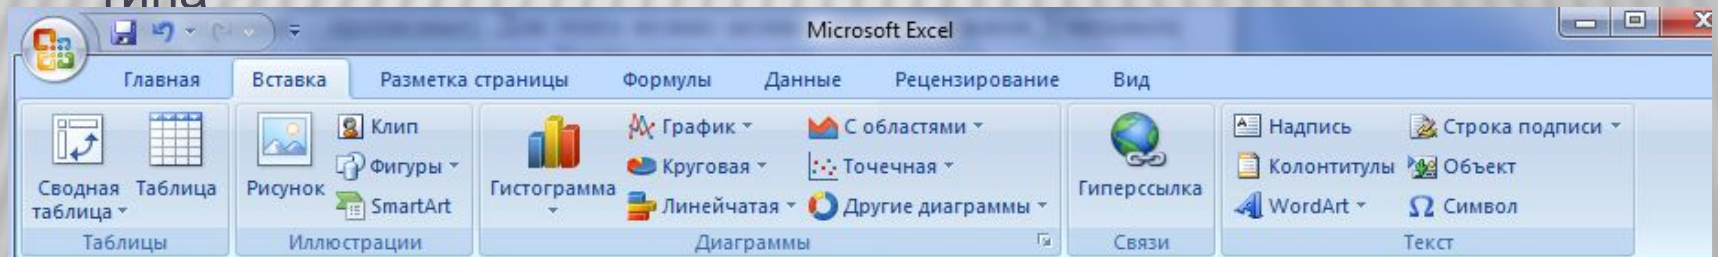 типа
Microsoft Excel
Главная Вставка Разметка страницы Формулы Данные Рецензирование Вид
Сводная таблица
Таблица
Таблицы
Рисунок
Клип
Фигуры
SmartArt
Иллюстрации
Гистограмма
График
Круговая
Линейчатая
С областями
Точечная
Другие диаграммы
Диаграммы
Гиперссылка
Связи
Надпись
Колонтитулы
WordArt
Строка подписи
Объект
Символ
Текст